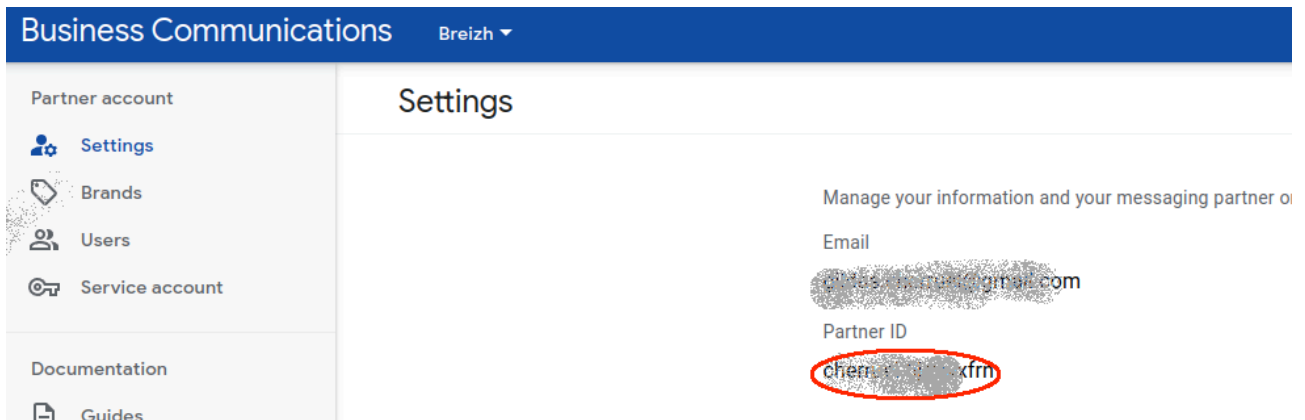 Business Communications Breizh
Partner account
Settings
Brands
Users
Service account
Documentation
Guides
Settings
Manage your information and your messaging partner
Email
Partner ID